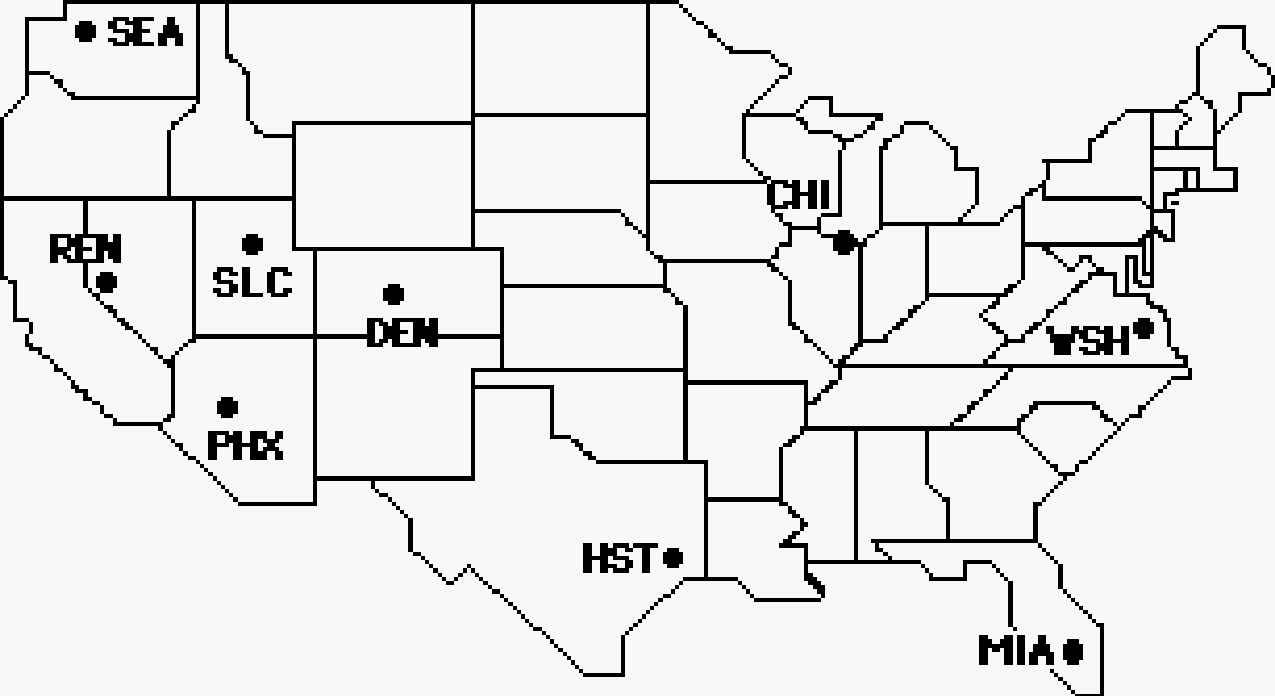 SEA
CHI
REN
SLC
DEN
WSH
PHX
HST
MIA